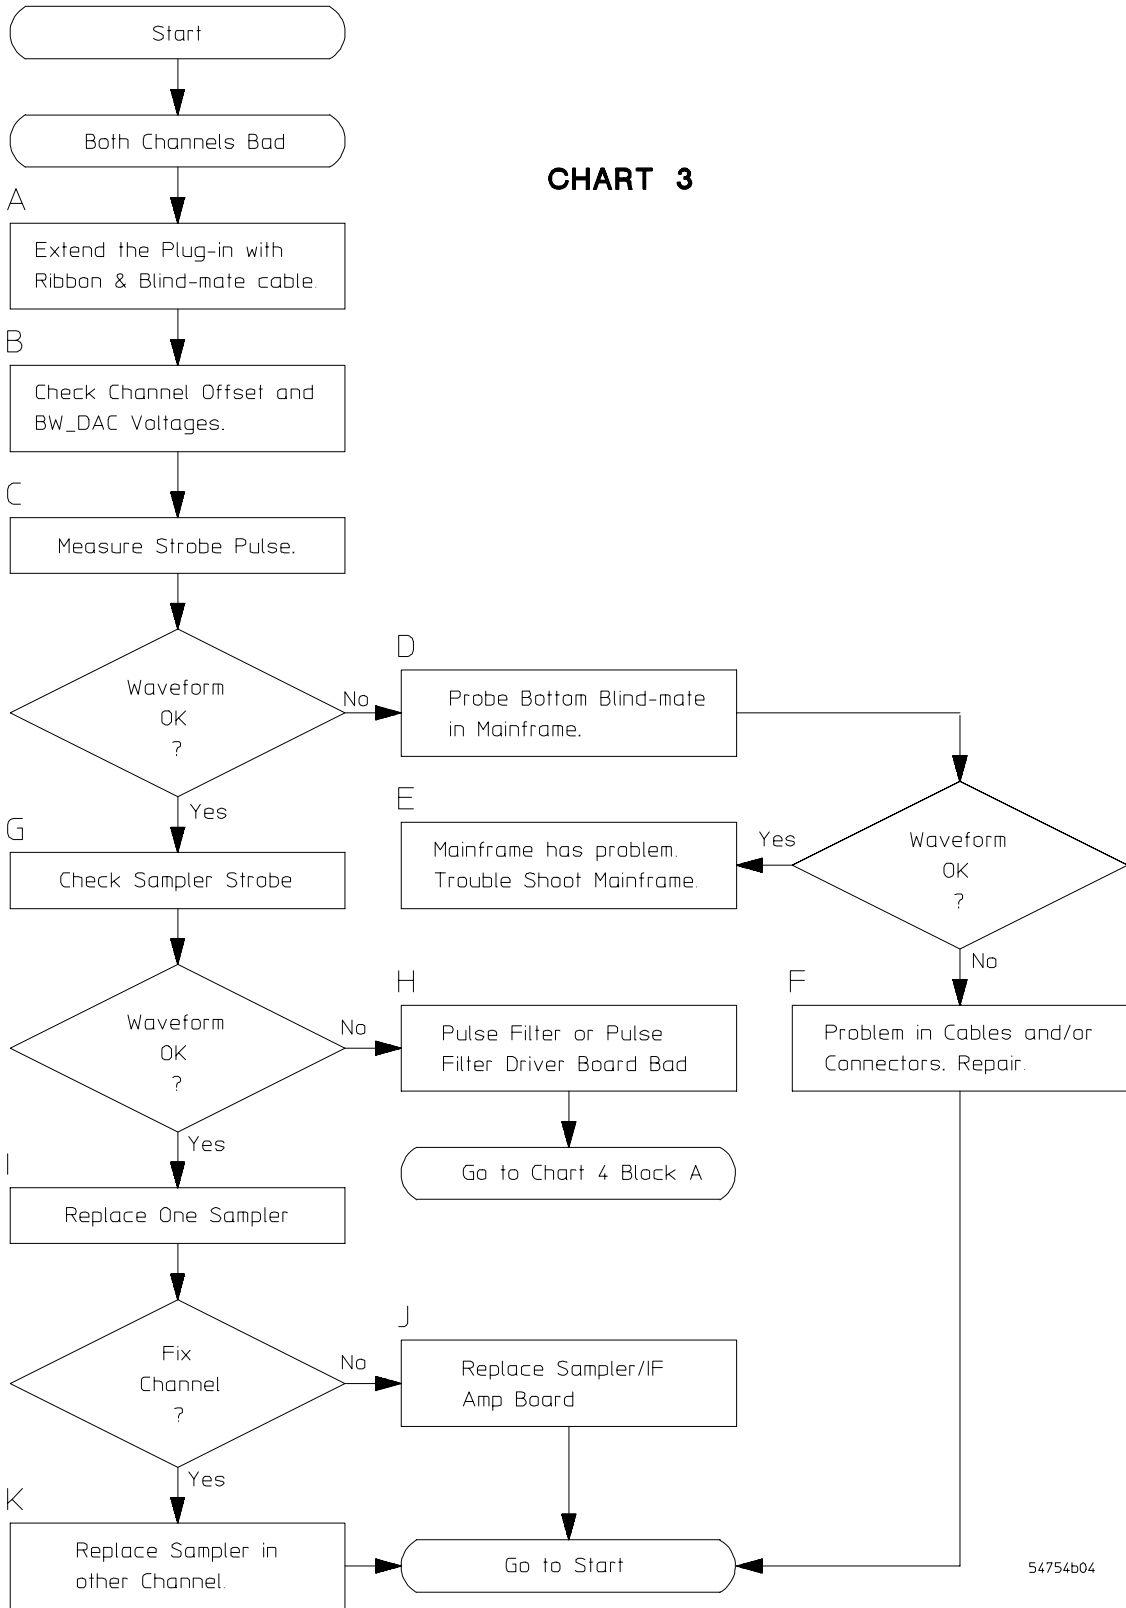 Start
Both Channels Bad
CHART 3
A
Extend the Plug-in with
Ribbon & Blind-mate cable.
B
Check Channel Offset and
BW_DAC Voltages.
C
Measure Strobe Pulse.
Waveform
OK
?
No
Yes
D
Probe Bottom Blind-mate
in Mainframe.
Waveform
OK
?
Yes
No
E
Mainframe has problem.
Trouble Shoot Mainframe.
F
Problem in Cables and/or
Connectors. Repair.
G
Check Sampler Strobe
Waveform
OK
?
No
Yes
H
Pulse Filter or Pulse
Filter Driver Board Bad
Go to Chart 4 Block A
I
Replace One Sampler
Fix
Channel
?
No
Yes
J
Replace Sampler/IF
Amp Board
K
Replace Sampler in
other Channel.
Go to Start
54754b04